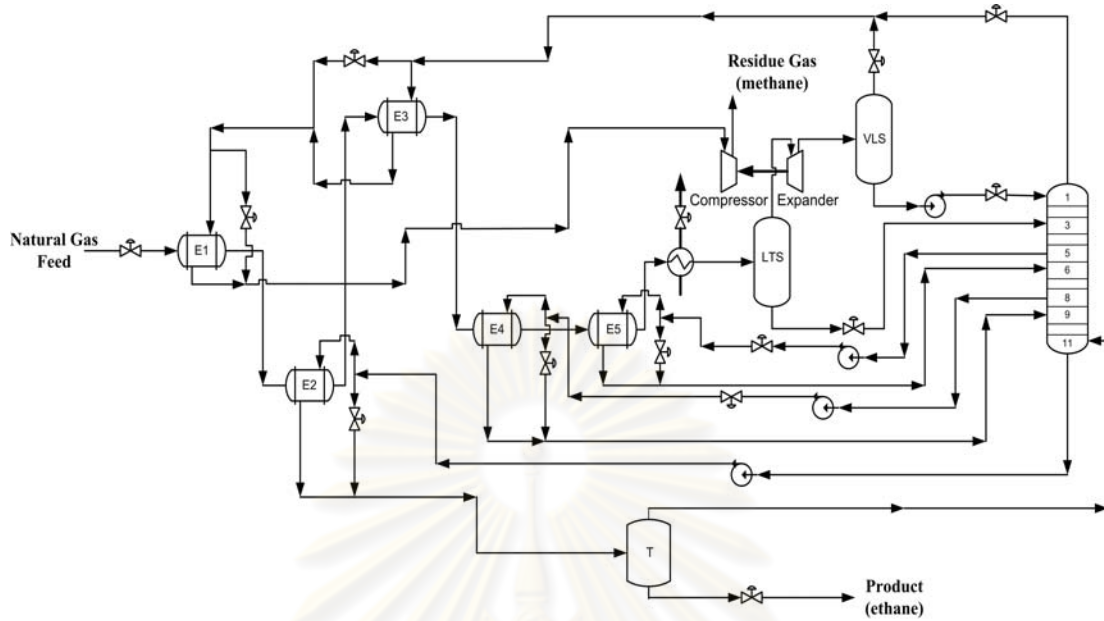 Residue Gas
(methane)
E3
VLS
Compressor Expander
1
Natural Gas
Feed
E1
3
LTS
5
6
8
E4
E5
9
11
E2
T
Product
(ethane)